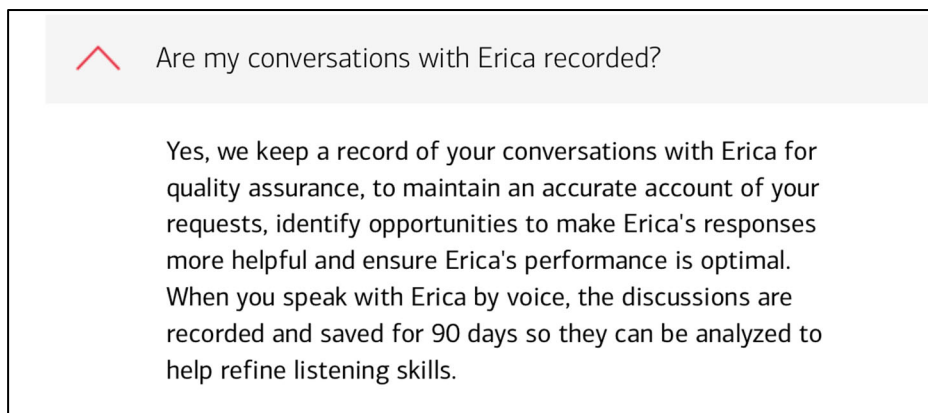 Are my conversations with Erica recorded?
Yes, we keep a record of your conversations with Erica for
quality assurance, to maintain an accurate account of your
requests, identify opportunities to make Erica's responses
more helpful and ensure Erica's performance is optimal.
When you speak with Erica by voice, the discussions are
recorded and saved for 90 days so they can be analyzed to
help refine listening skills.